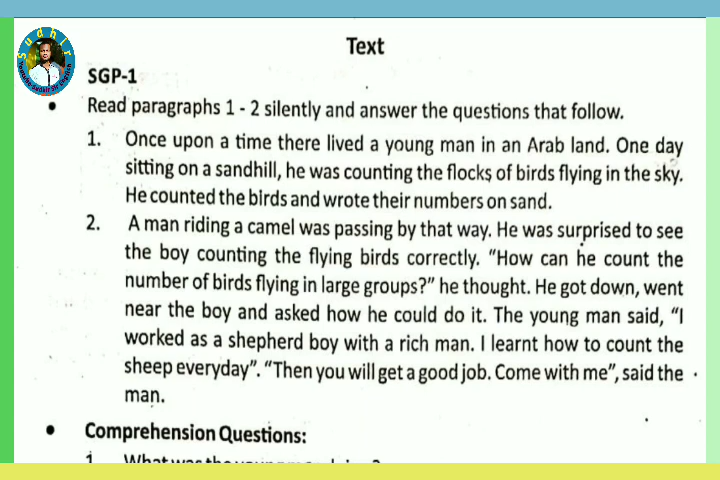 Sudhir
Text
SGP-1
• Read paragraphs 1 - 2 silently and answer the questions that follow.
1. Once upon a time there lived a young man in an Arab land. One day
sitting on a sandhill, he was counting the flocks of birds flying in the sky.
He counted the birds and wrote their numbers on sand.
2. A man riding a camel was passing by that way. He was surprised to see
the boy counting the flying birds correctly. "How can he count the
number of birds flying in large groups?" he thought. He got down, went
near the boy and asked how he could do it. The young man said, "I
worked as a shepherd boy with a rich man. I learnt how to count the
sheep everyday". "Then you will get a good job. Come with me", said the
man.
• Comprehension Questions:
1. What was the young man